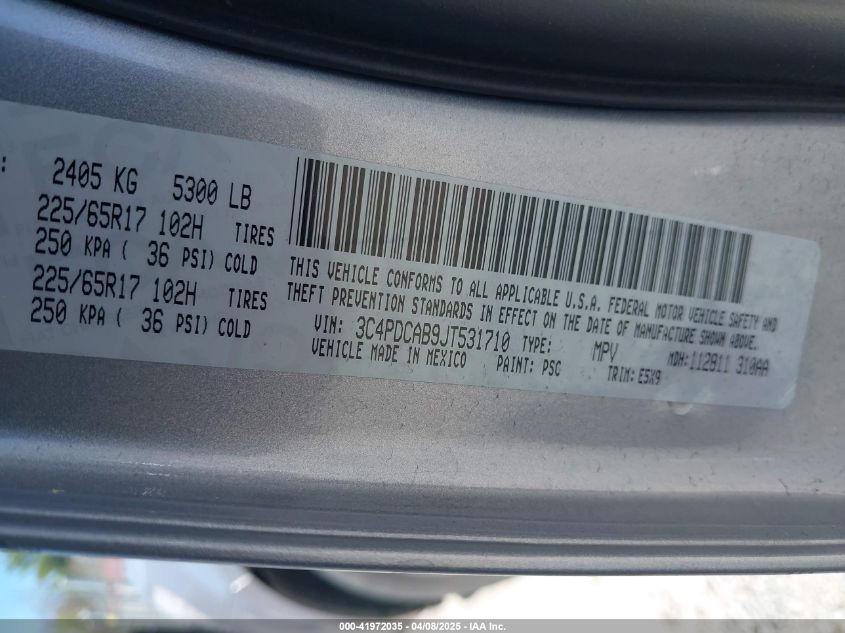 :
2405 KG 5300 LB
225/65R17 102H TIRES
250 KPA ( 36 PSI) COLD
225/65R17 102H TIRES
250 KPA ( 36 PSI) COLD
THIS VEHICLE CONFORMS TO ALL APPLICABLE U.S.A. FEDERAL MOTOR VEHICLE SAFETY AND
THEFT PREVENTION STANDARDS IN EFFECT ON THE DATE OF MANUFACTURE SHOWN ABOVE.
VIN: 3C4PDCAB9JT531710 TYPE: MPV MDH: 112811 310AA
VEHICLE MADE IN MEXICO PAINT: PSC TRIM: E5X9
000-41972035 04/08/2025 IAA Inc.